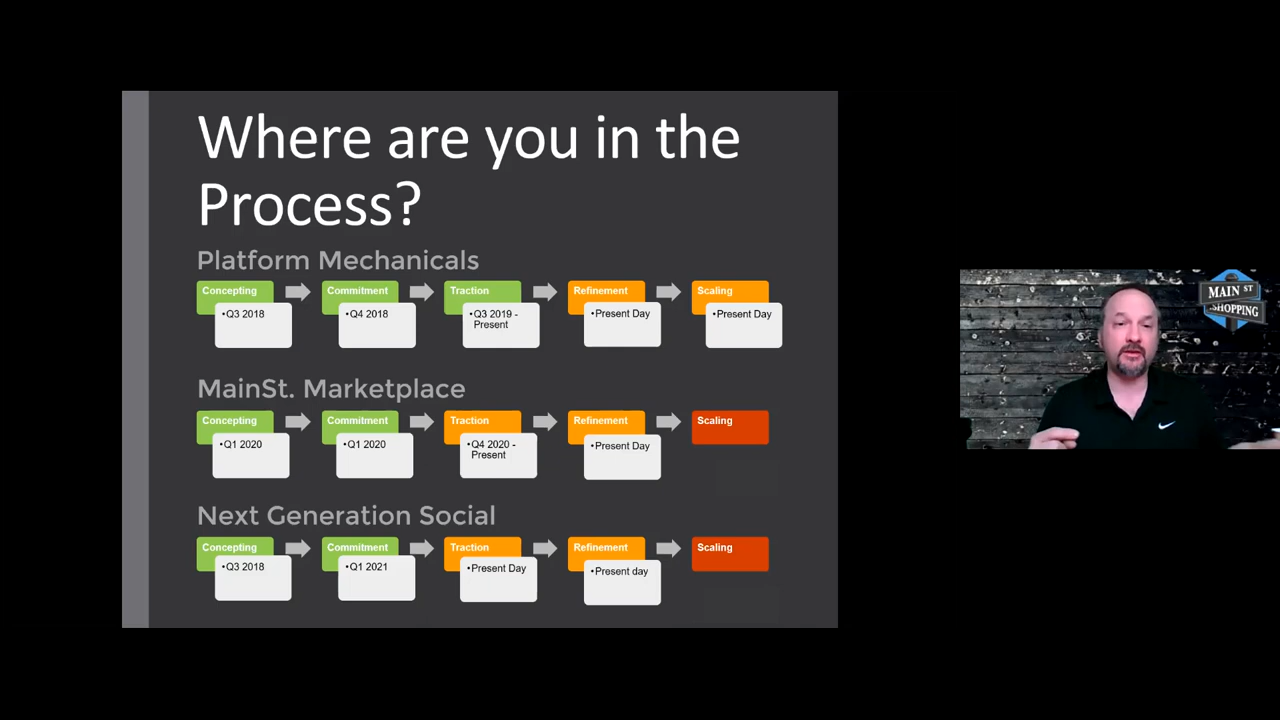 Where are you in the
Process?
Platform Mechanicals
Concepting
•Q3 2018
Commitment
•Q4 2018
Traction
•Q3 2019 -
Present
Refinement
•Present Day
Scaling
•Present Day
MainSt. Marketplace
Concepting
•Q1 2020
Commitment
•Q1 2020
Traction
•Q4 2020 -
Present
Refinement
•Present Day
Scaling
Next Generation Social
Concepting
•Q3 2018
Commitment
•Q1 2021
Traction
•Present Day
Refinement
•Present day
Scaling
MAIN ST
SHOPPING